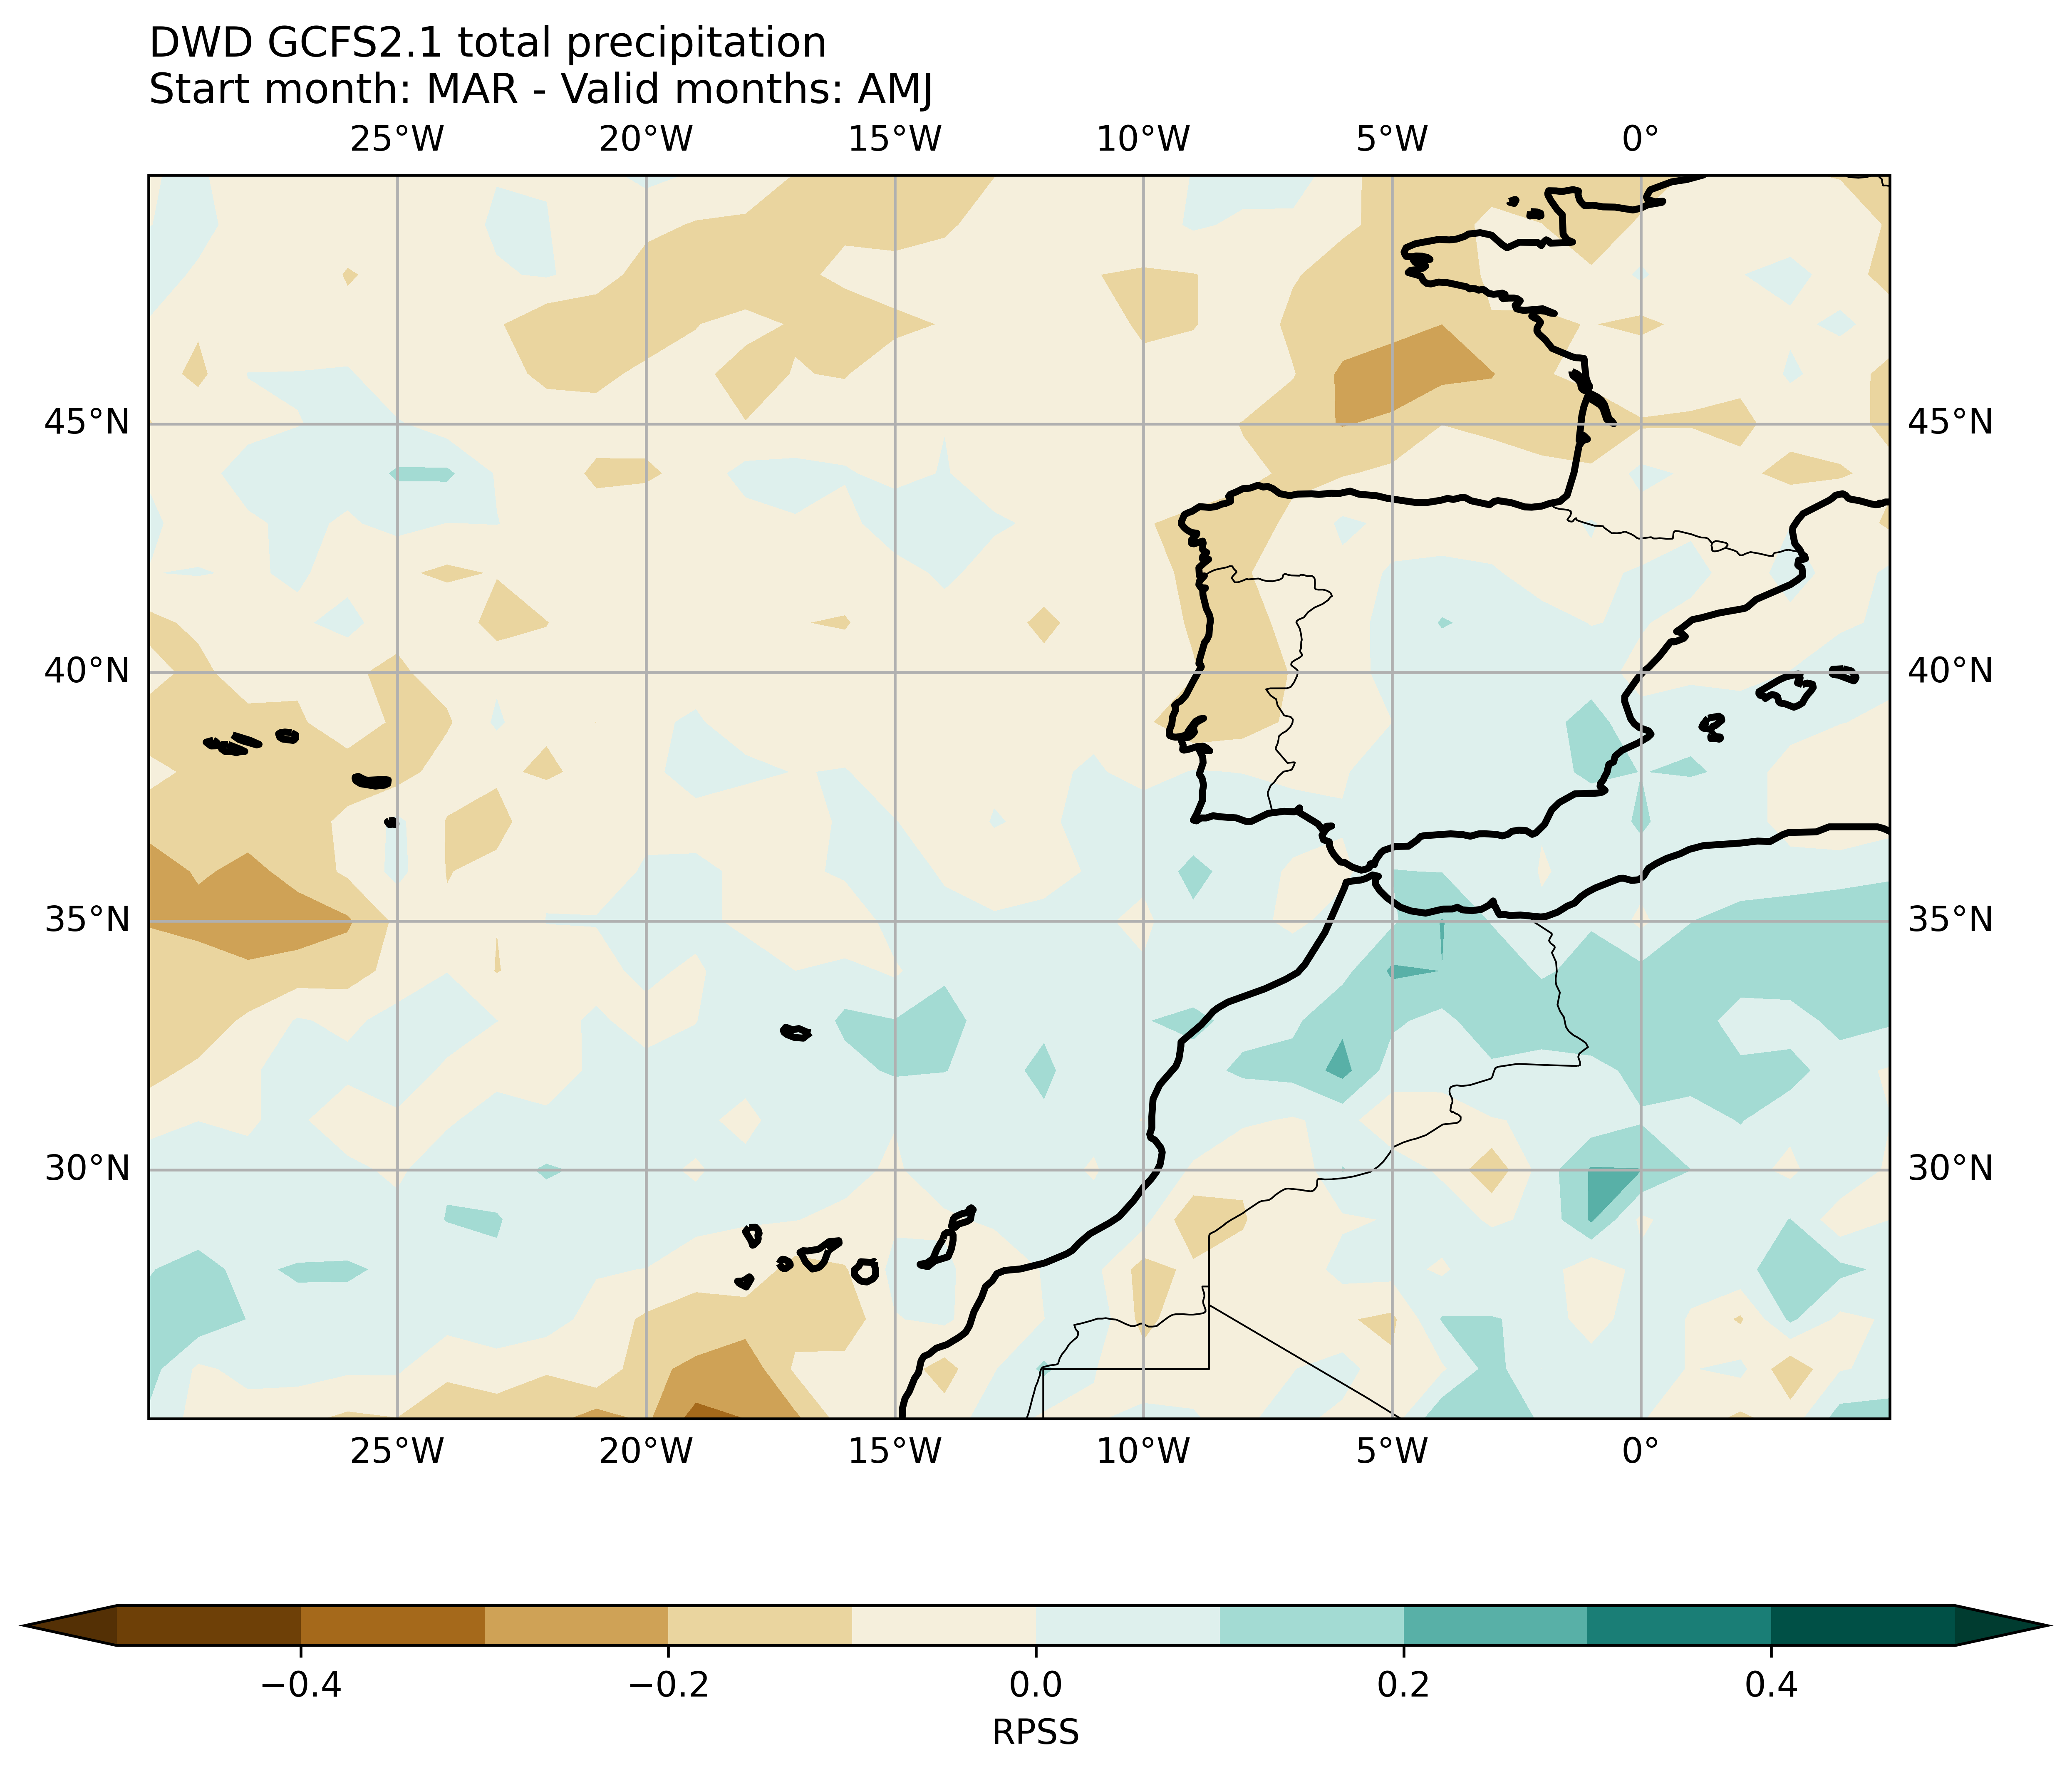 DWD GCFS2.1 total precipitation
Start month: MAR - Valid months: AMJ
25°W 20°W 15°W 10°W 5°W 0°
45°N 45°N
40°N 40°N
35°N 35°N
30°N 30°N
25°W 20°W 15°W 10°W 5°W 0°
−0.4 −0.2 0.0 0.2 0.4
RPSS